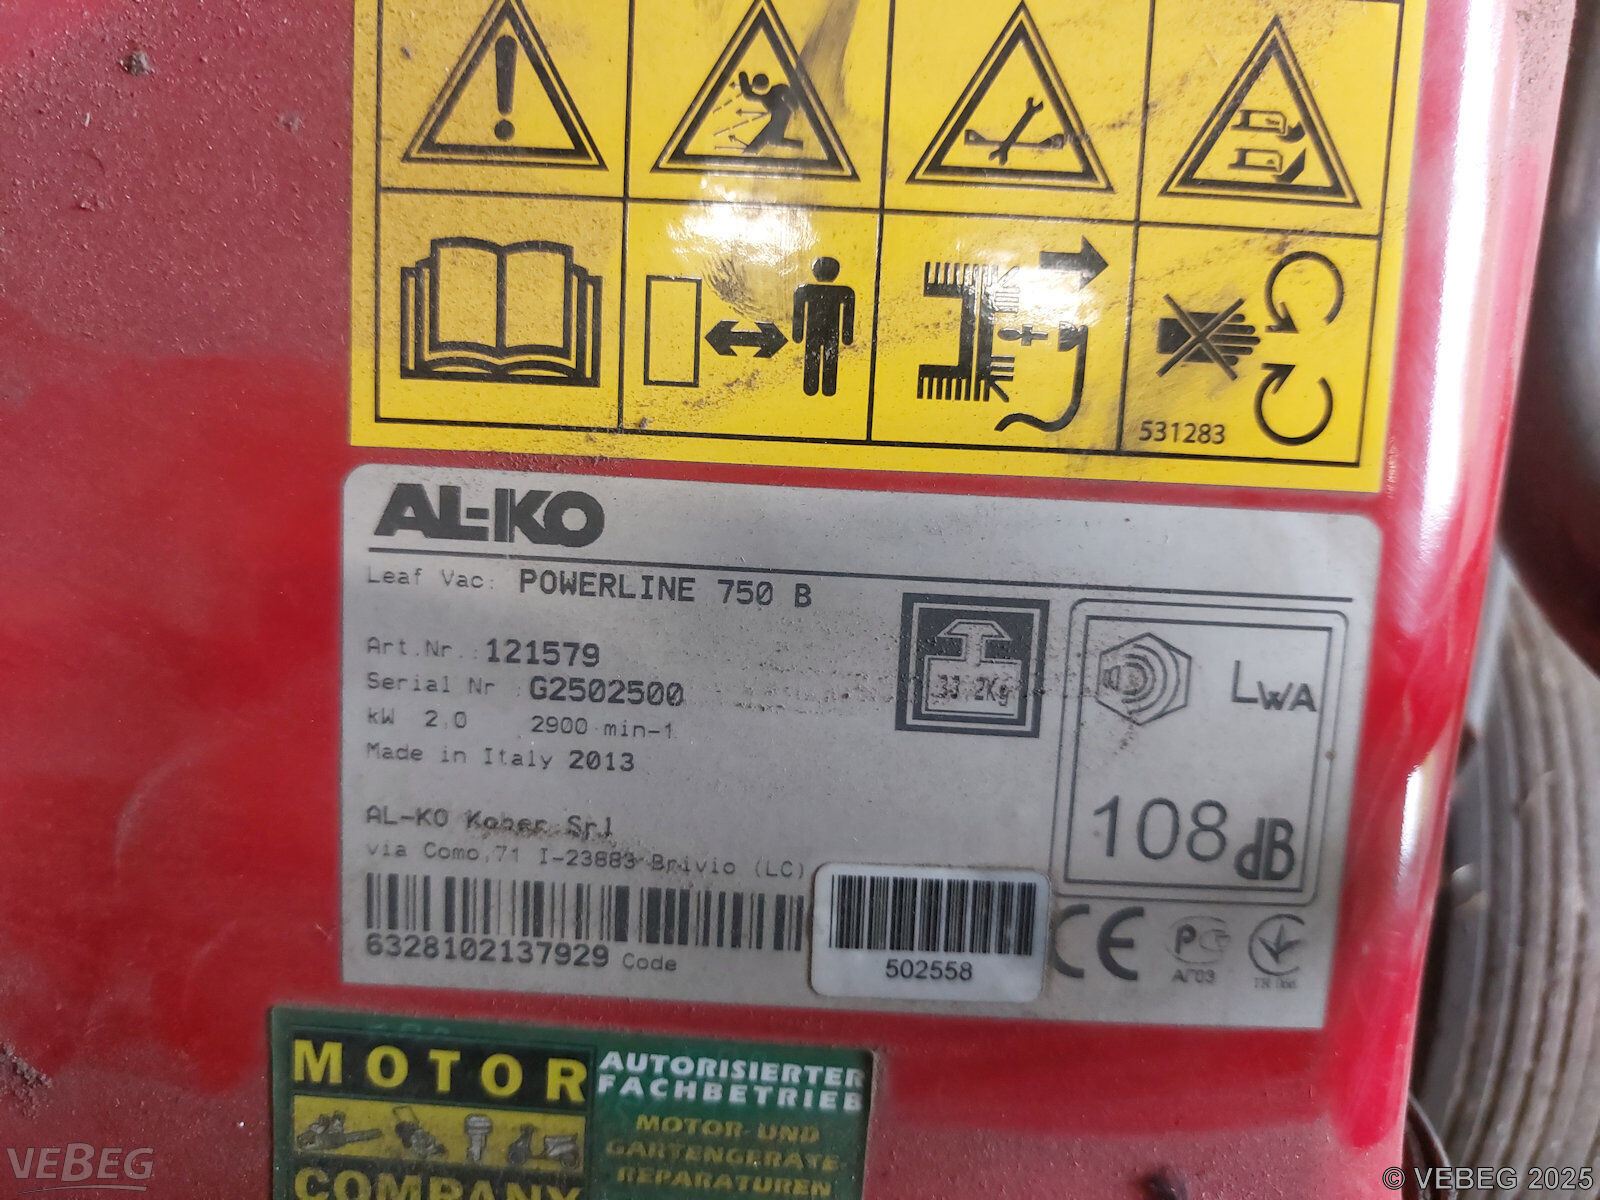 531283
AL-KO
Leaf Vac: POWERLINE 750 B
Art.Nr.: 121579
Serial Nr : G2502500
kW 2.0 2900 min-1
Made in Italy 2013
AL-KO Kober Srl
via Como,71 I-23883 Brivio (LC)
6328102137929 Code
502558
33.2Kg
LWA
108 dB
CE
АГ03
MOTOR
COMPANY
AUTORISIERTER
FACHBETRIEB
MOTOR- UND
GARTENGERÄTE-
REPARATUREN
VEBEG
© VEBEG 2025